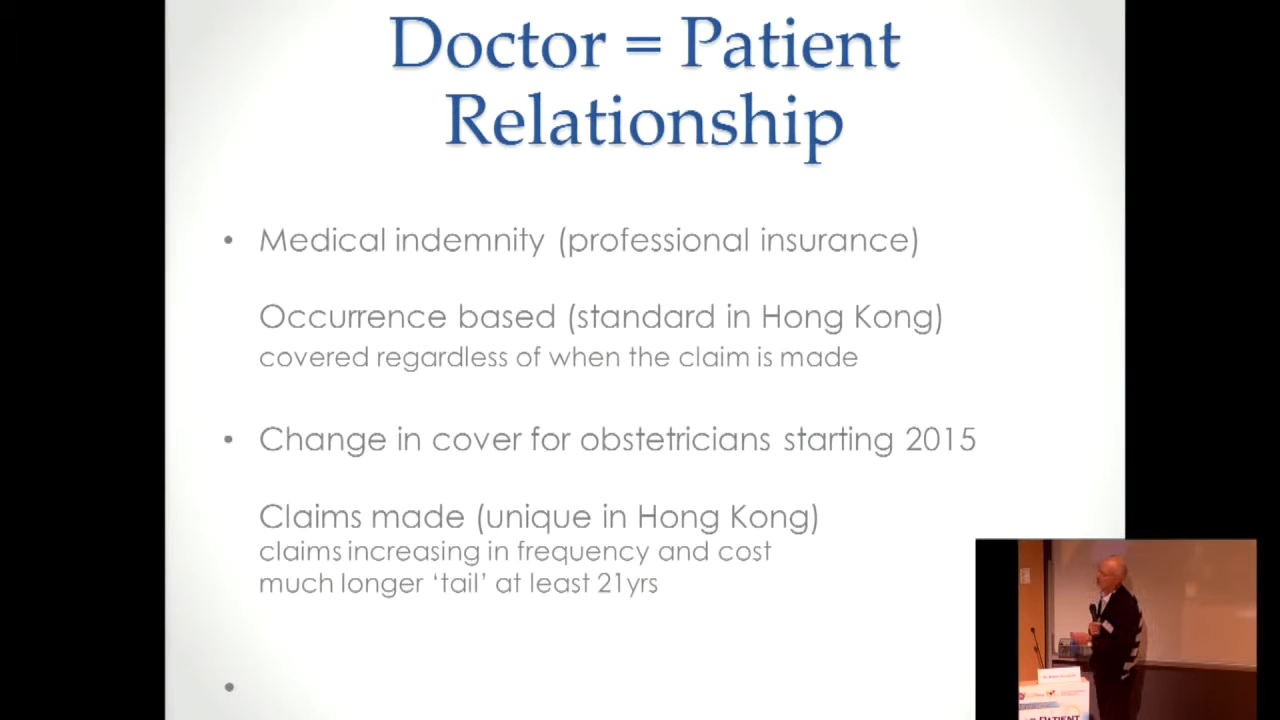 Doctor = Patient
Relationship
• Medical indemnity (professional insurance)
Occurrence based (standard in Hong Kong)
covered regardless of when the claim is made
• Change in cover for obstetricians starting 2015
Claims made (unique in Hong Kong)
claims increasing in frequency and cost
much longer ‘tail’ at least 21yrs
•
PATIENT